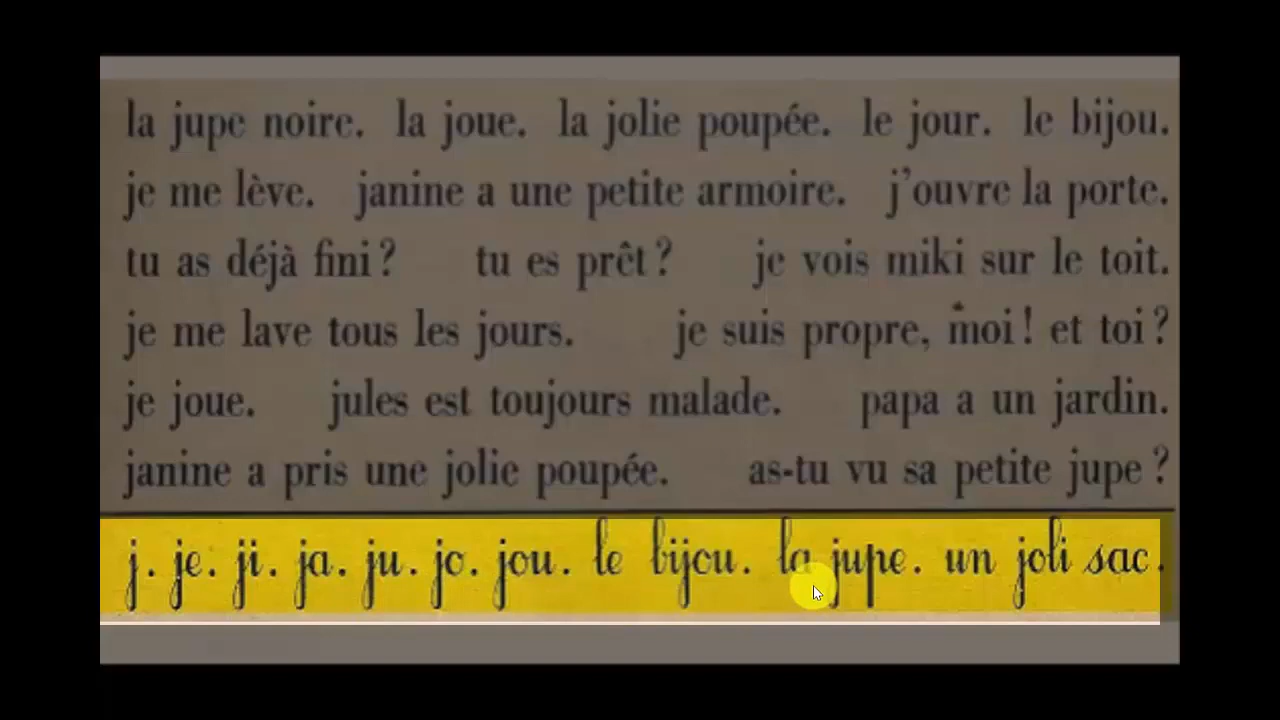 la jupe noire. la joue. la jolie poupée. le jour. le bijou.
je me lève. janine a une petite armoire. j'ouvre la porte.
tu as déjà fini ? tu es prêt ? je vois miki sur le toit.
je me lave tous les jours. je suis propre, moi ! et toi ?
je joue. jules est toujours malade. papa a un jardin.
janine a pris une jolie poupée. as-tu vu sa petite jupe ?
j. je. ji. ja. ju. jo. jou. le bijou. la jupe. un joli sac.